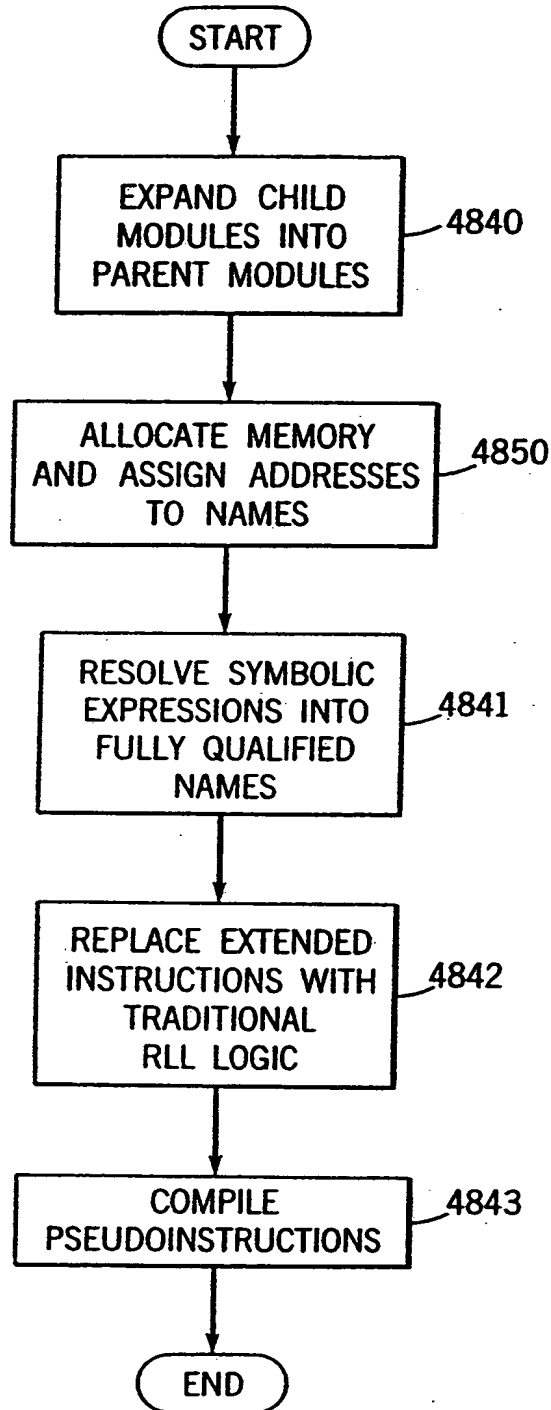 START
EXPAND CHILD
MODULES INTO
PARENT MODULES
4840
ALLOCATE MEMORY
AND ASSIGN ADDRESSES
TO NAMES
4850
RESOLVE SYMBOLIC
EXPRESSIONS INTO
FULLY QUALIFIED
NAMES
4841
REPLACE EXTENDED
INSTRUCTIONS WITH
TRADITIONAL
RLL LOGIC
4842
COMPILE
PSEUDOINSTRUCTIONS
4843
END